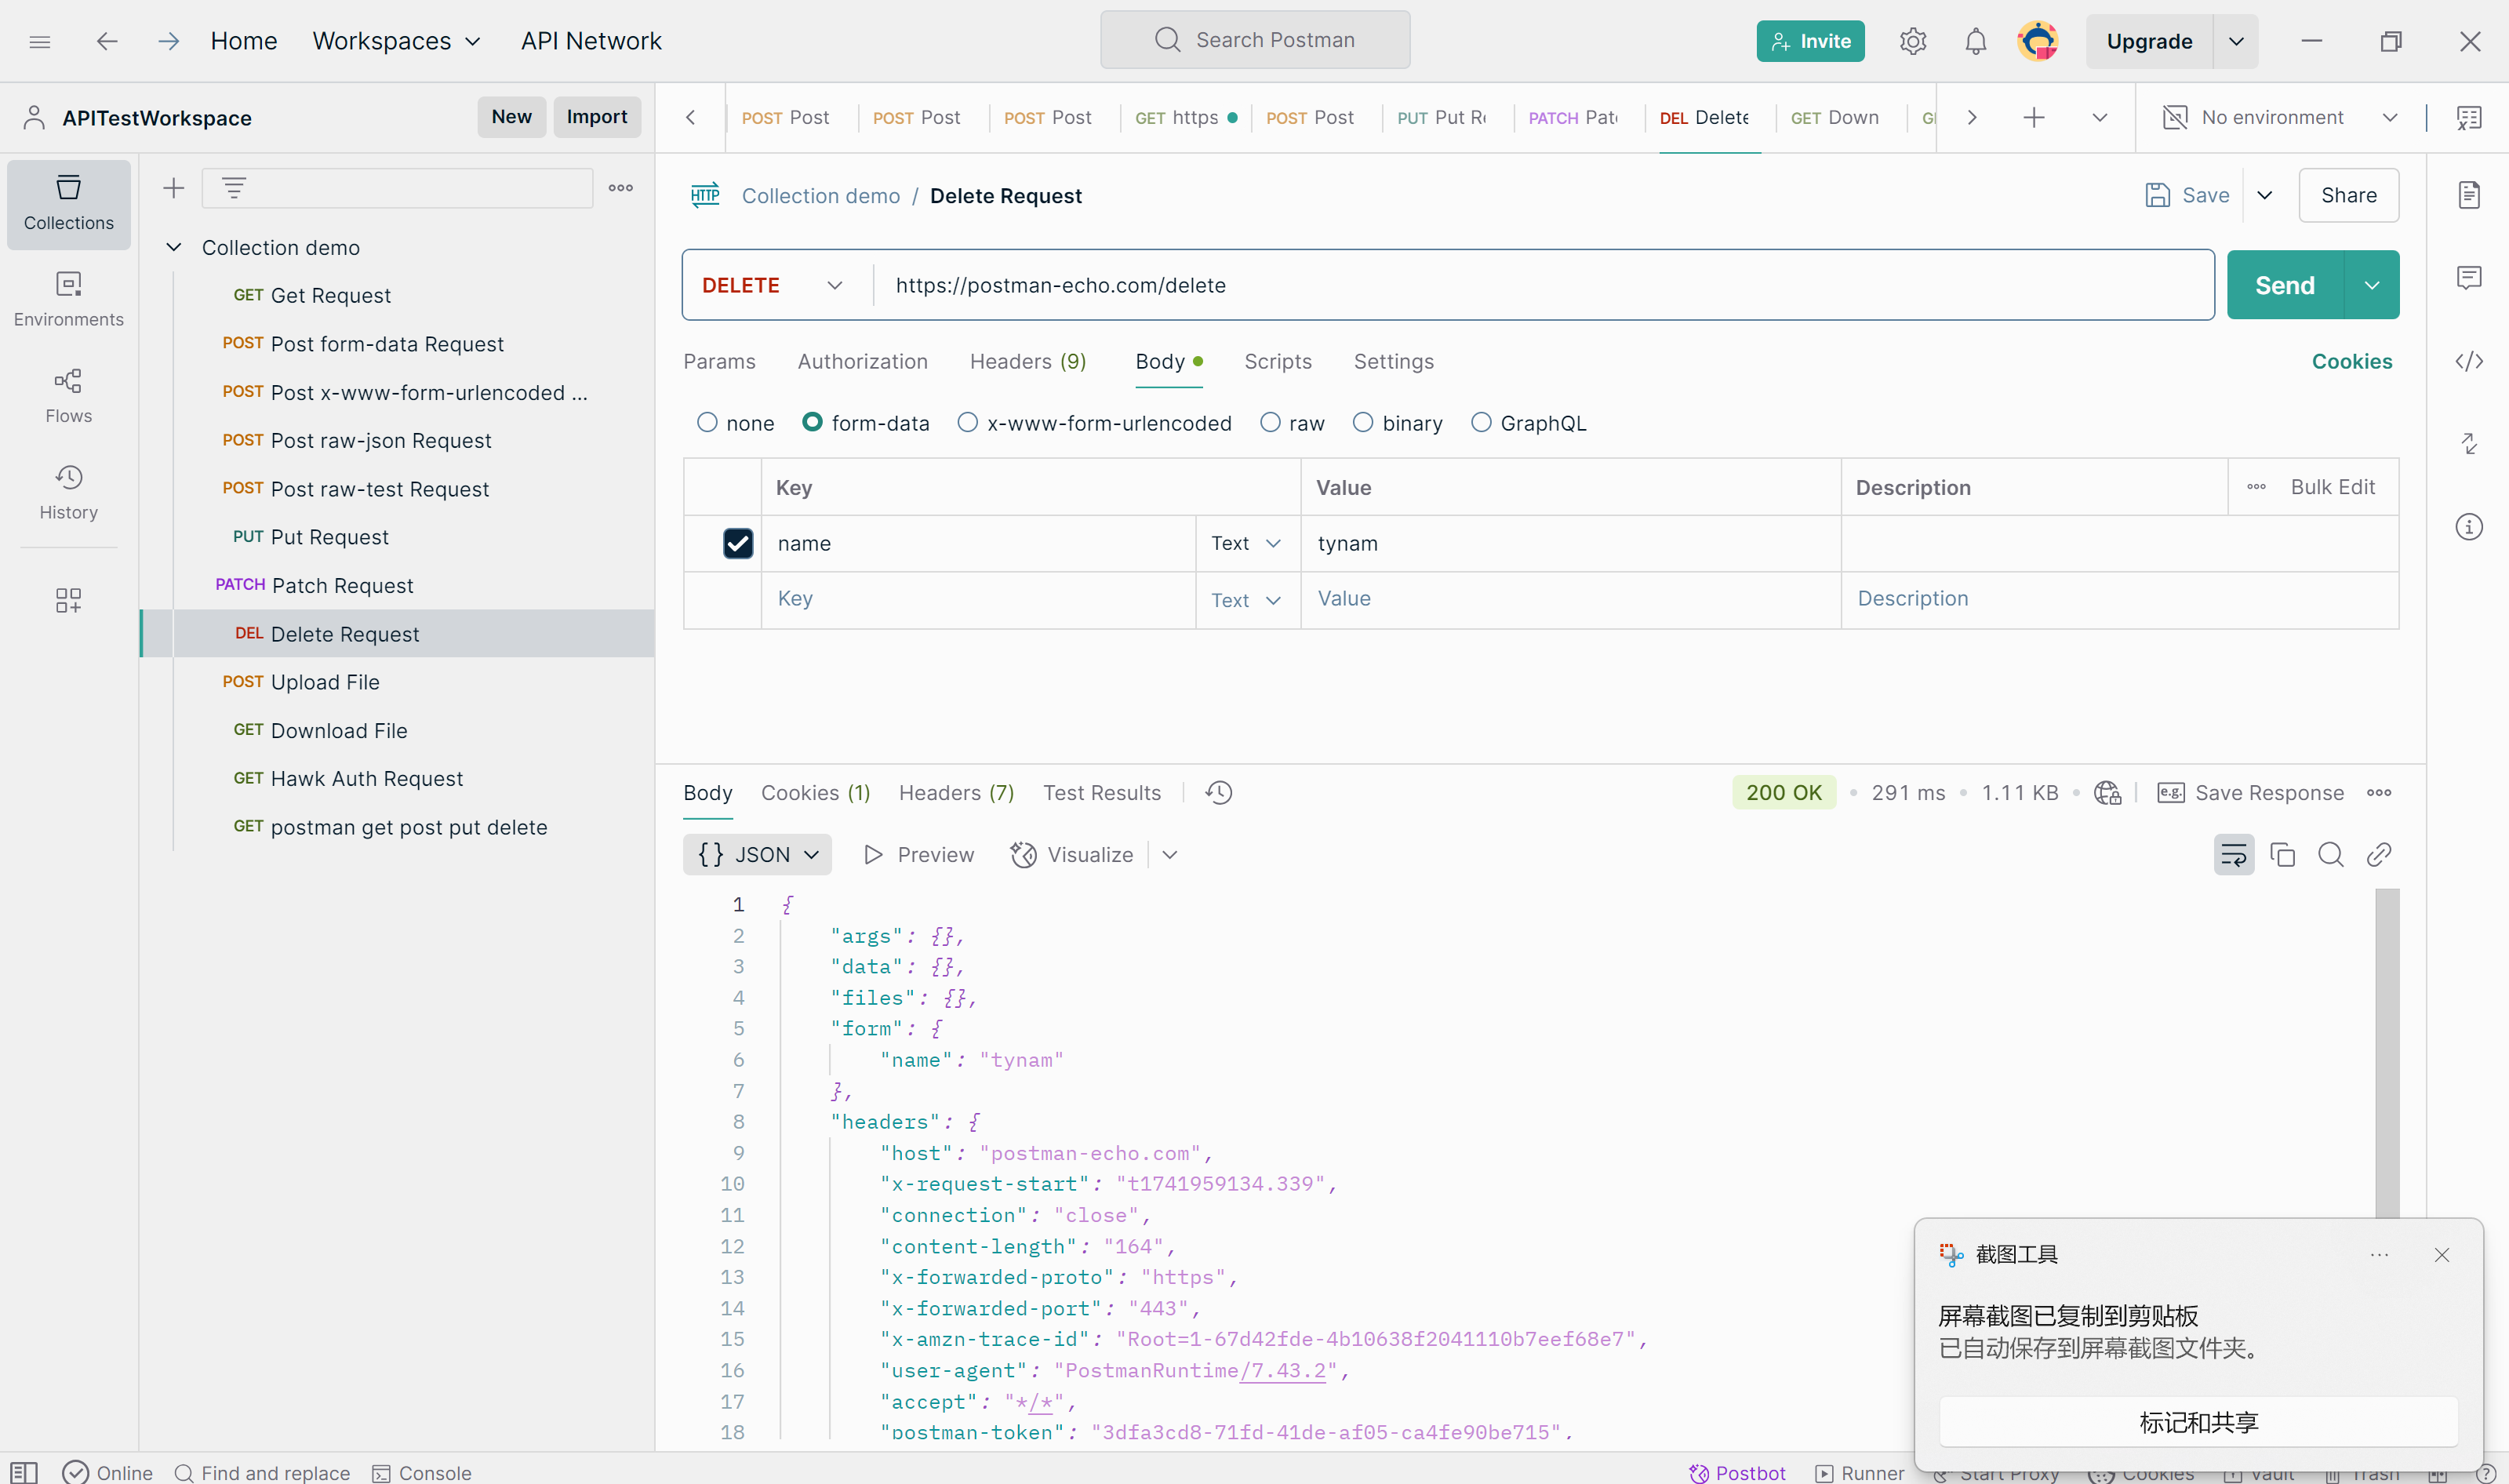 Home Workspaces API Network Search Postman Invite Upgrade
APITestWorkspace New Import
POST Post POST Post POST Post GET https POST Post PUT Put Re PATCH Pat DEL Delete GET Down No environment
Collections
Environments
Flows
History
Collection demo
GET Get Request
POST Post form-data Request
POST Post x-www-form-urlencoded ...
POST Post raw-json Request
POST Post raw-test Request
PUT Put Request
PATCH Patch Request
DEL Delete Request
POST Upload File
GET Download File
GET Hawk Auth Request
GET postman get post put delete
HTTP Collection demo / Delete Request Save Share
DELETE https://postman-echo.com/delete Send
Params Authorization Headers (9) Body Scripts Settings Cookies
none form-data x-www-form-urlencoded raw binary GraphQL
Key Value Description Bulk Edit
name Text tynam
Key Text Value Description
Body Cookies (1) Headers (7) Test Results 200 OK 291 ms 1.11 KB e.g. Save Response
{ } JSON Preview Visualize
1 {
2 "args": {},
3 "data": {},
4 "files": {},
5 "form": {
6 "name": "tynam"
7 },
8 "headers": {
9 "host": "postman-echo.com",
10 "x-request-start": "t1741959134.339",
11 "connection": "close",
12 "content-length": "164",
13 "x-forwarded-proto": "https",
14 "x-forwarded-port": "443",
15 "x-amzn-trace-id": "Root=1-67d42fde-4b10638f2041110b7eef68e7",
16 "user-agent": "PostmanRuntime/7.43.2",
17 "accept": "*/*",
18 "postman-token": "3dfa3cd8-71fd-41de-af05-ca4fe90be715",
截图工具
屏幕截图已复制到剪贴板
已自动保存到屏幕截图文件夹。
标记和共享
Online Find and replace Console Postbot Runner Start Proxy Cookies Vault Trash